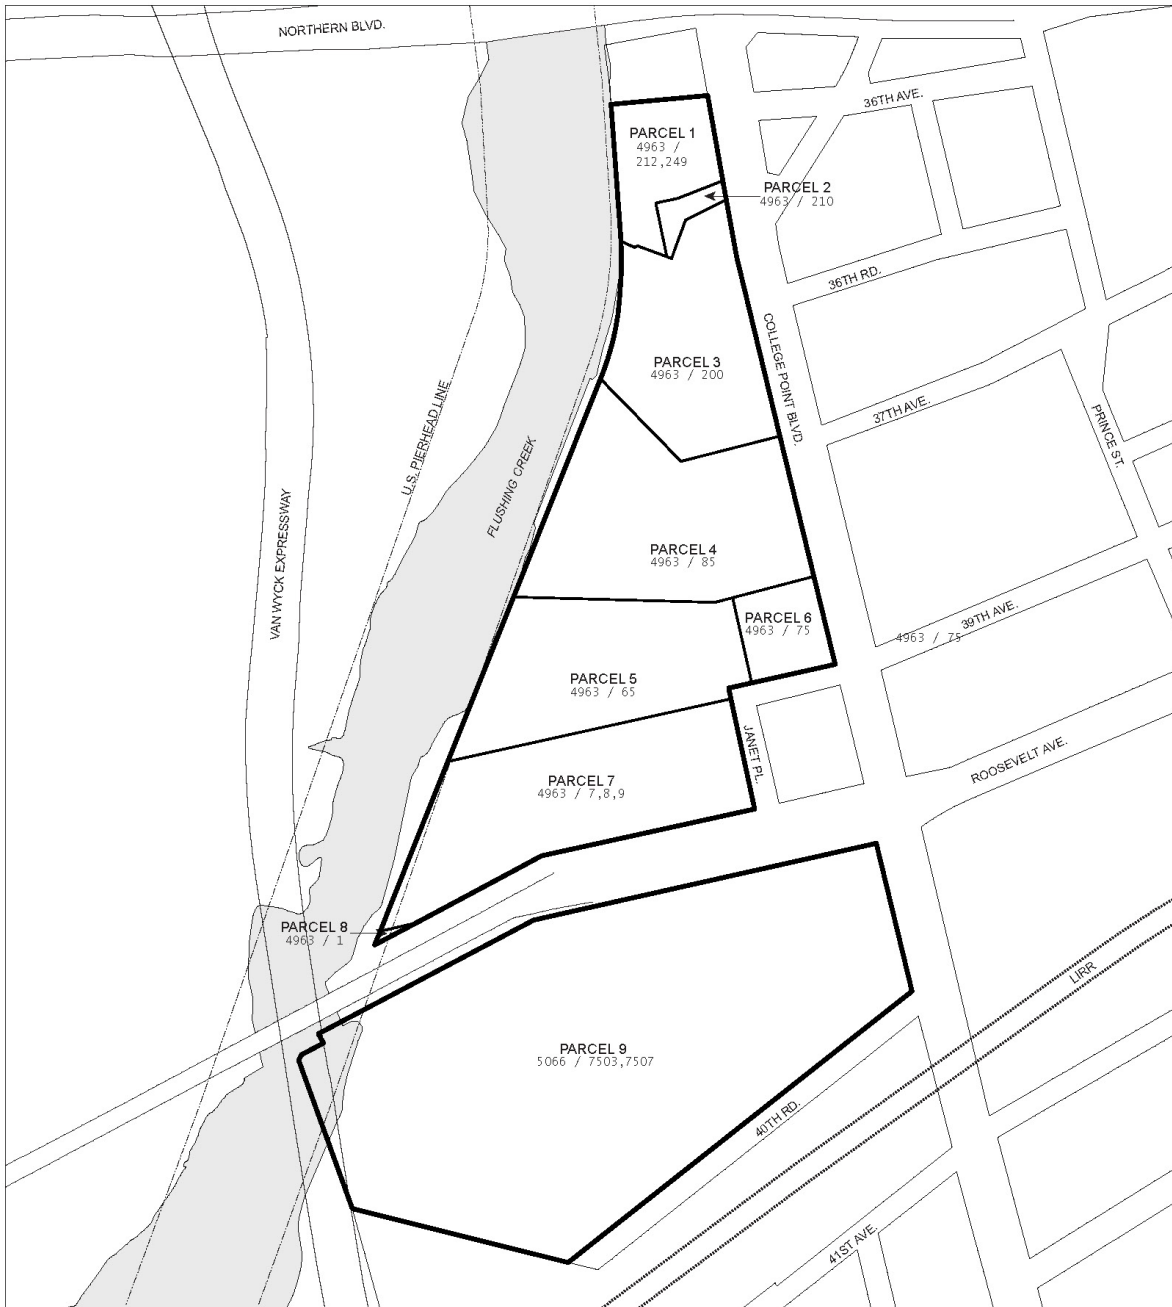 NORTHERN BLVD.
36TH AVE.
PARCEL 1
4963 /
212,249
PARCEL 2
4963 / 210
36TH RD.
COLLEGE POINT BLVD.
PARCEL 3
4963 / 200
U.S. PIERHEAD LINE
37TH AVE.
PRINCE ST.
FLUSHING CREEK
VAN WYCK EXPRESSWAY
PARCEL 4
4963 / 85
PARCEL 6
4963 / 75
39TH AVE.
4963 / 75
PARCEL 5
4963 / 65
JANET PL.
ROOSEVELT AVE.
PARCEL 7
4963 / 7,8,9
PARCEL 8
4963 / 1
LIRR
PARCEL 9
5066 / 7503,7507
40TH RD.
41ST AVE.